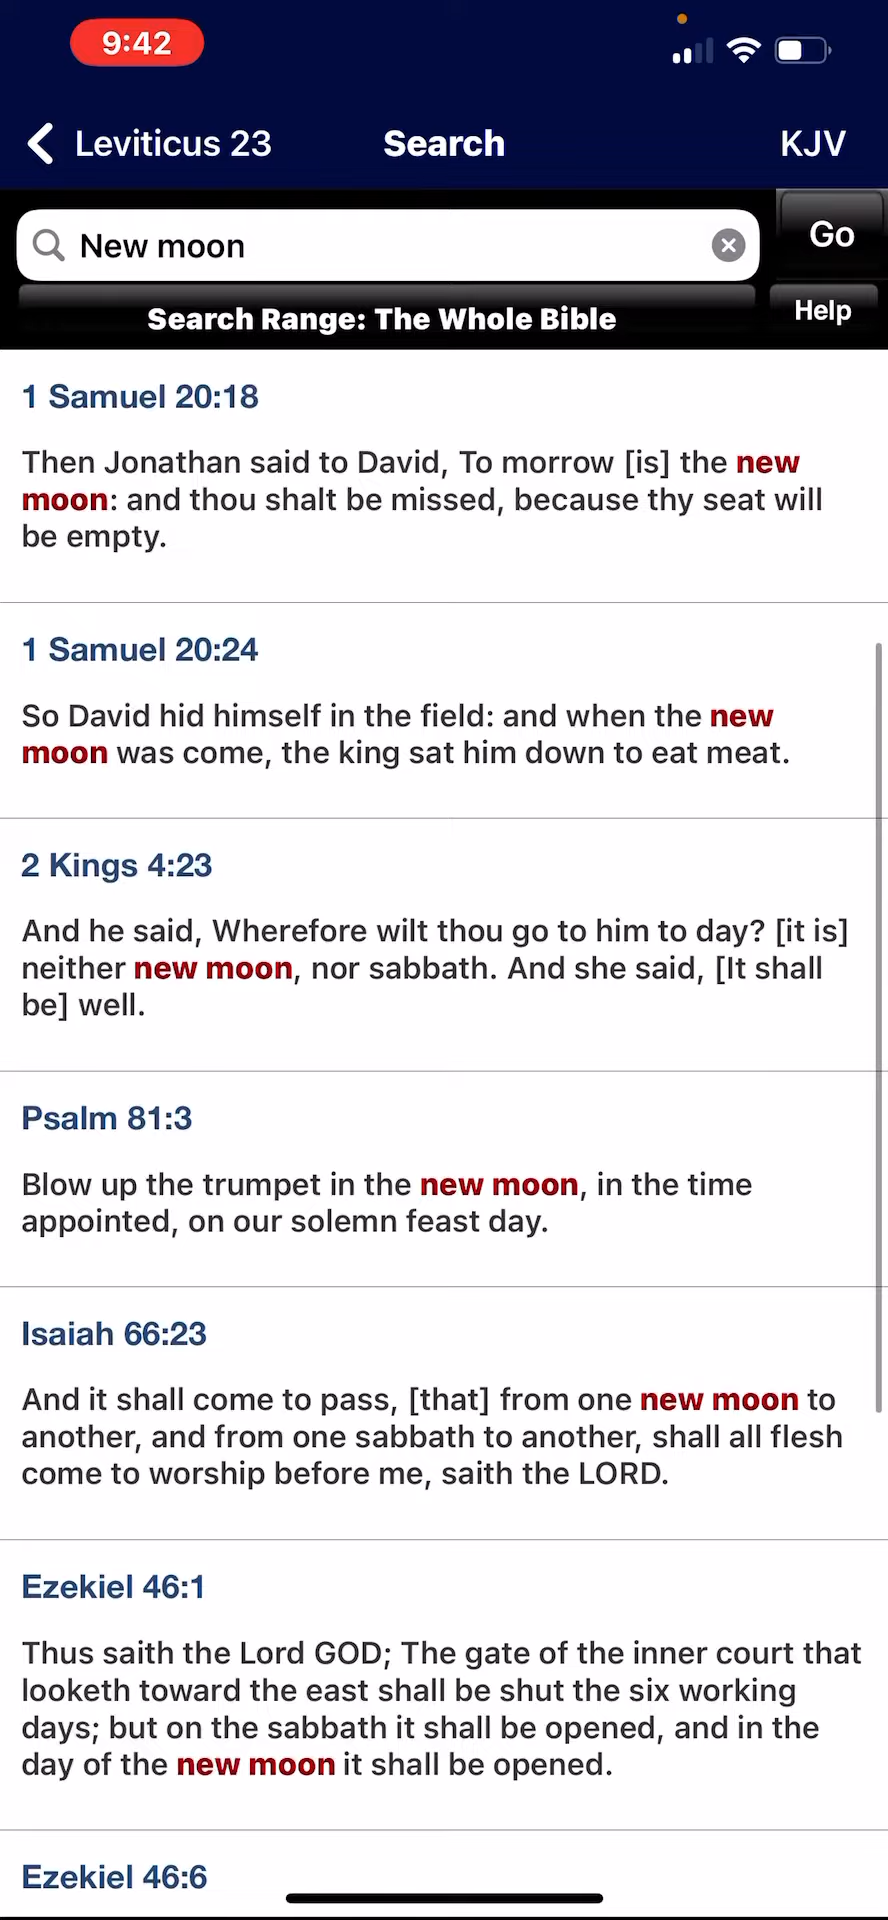 9:42
Leviticus 23 Search KJV
New moon Go
Search Range: The Whole Bible Help
1 Samuel 20:18
Then Jonathan said to David, To morrow [is] the new
moon: and thou shalt be missed, because thy seat will
be empty.
1 Samuel 20:24
So David hid himself in the field: and when the new
moon was come, the king sat him down to eat meat.
2 Kings 4:23
And he said, Wherefore wilt thou go to him to day? [it is]
neither new moon, nor sabbath. And she said, [It shall
be] well.
Psalm 81:3
Blow up the trumpet in the new moon, in the time
appointed, on our solemn feast day.
Isaiah 66:23
And it shall come to pass, [that] from one new moon to
another, and from one sabbath to another, shall all flesh
come to worship before me, saith the LORD.
Ezekiel 46:1
Thus saith the Lord GOD; The gate of the inner court that
looketh toward the east shall be shut the six working
days; but on the sabbath it shall be opened, and in the
day of the new moon it shall be opened.
Ezekiel 46:6